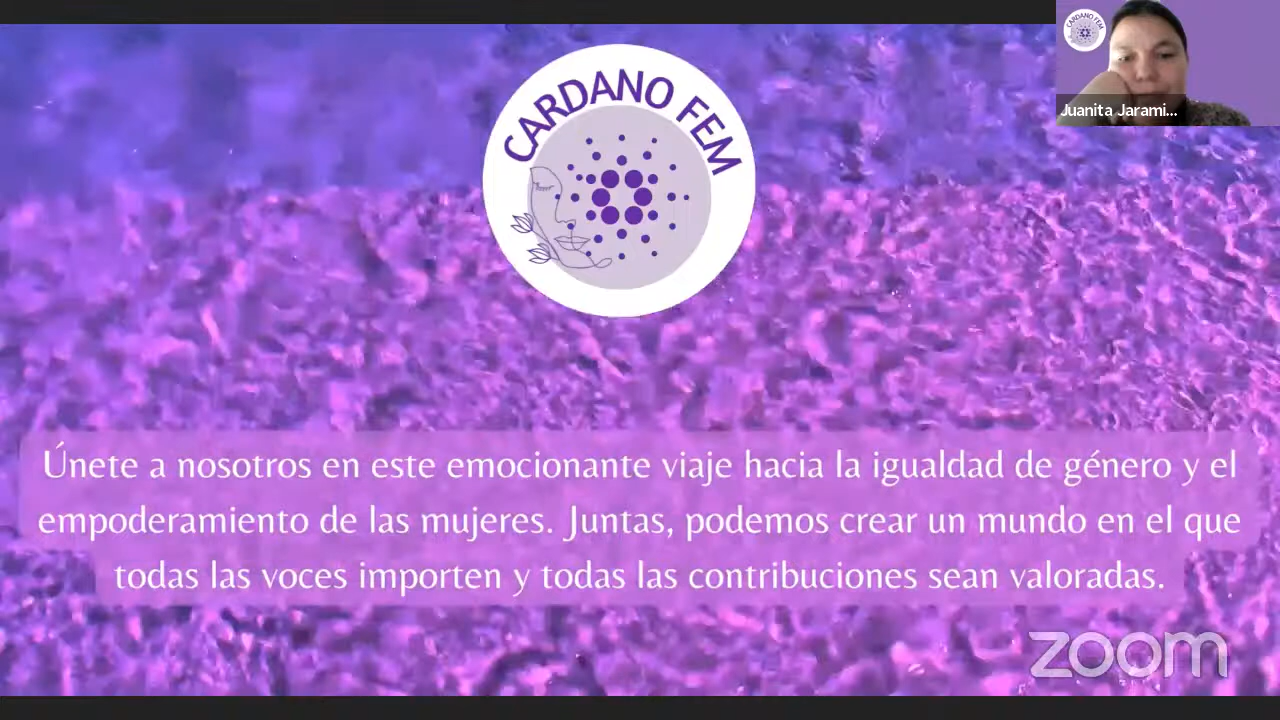 CARDANO FEM
CARDANO FEM
Juanita Jarami...
Únete a nosotros en este emocionante viaje hacia la igualdad de género y el
empoderamiento de las mujeres. Juntas, podemos crear un mundo en el que
todas las voces importen y todas las contribuciones sean valoradas.
zoom